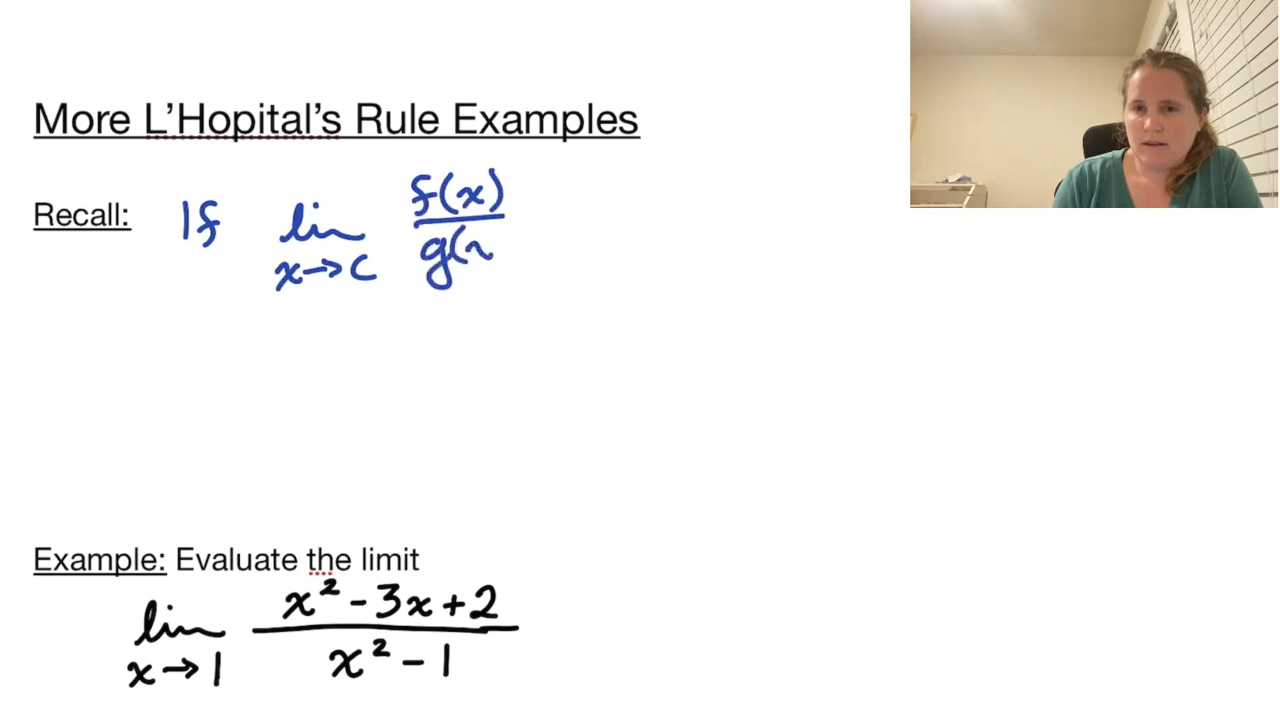 More L'Hopital's Rule Examples
Recall: If lim x→c f(x)/g(x
Example: Evaluate the limit
lim x→1 x² - 3x + 2 / x² - 1